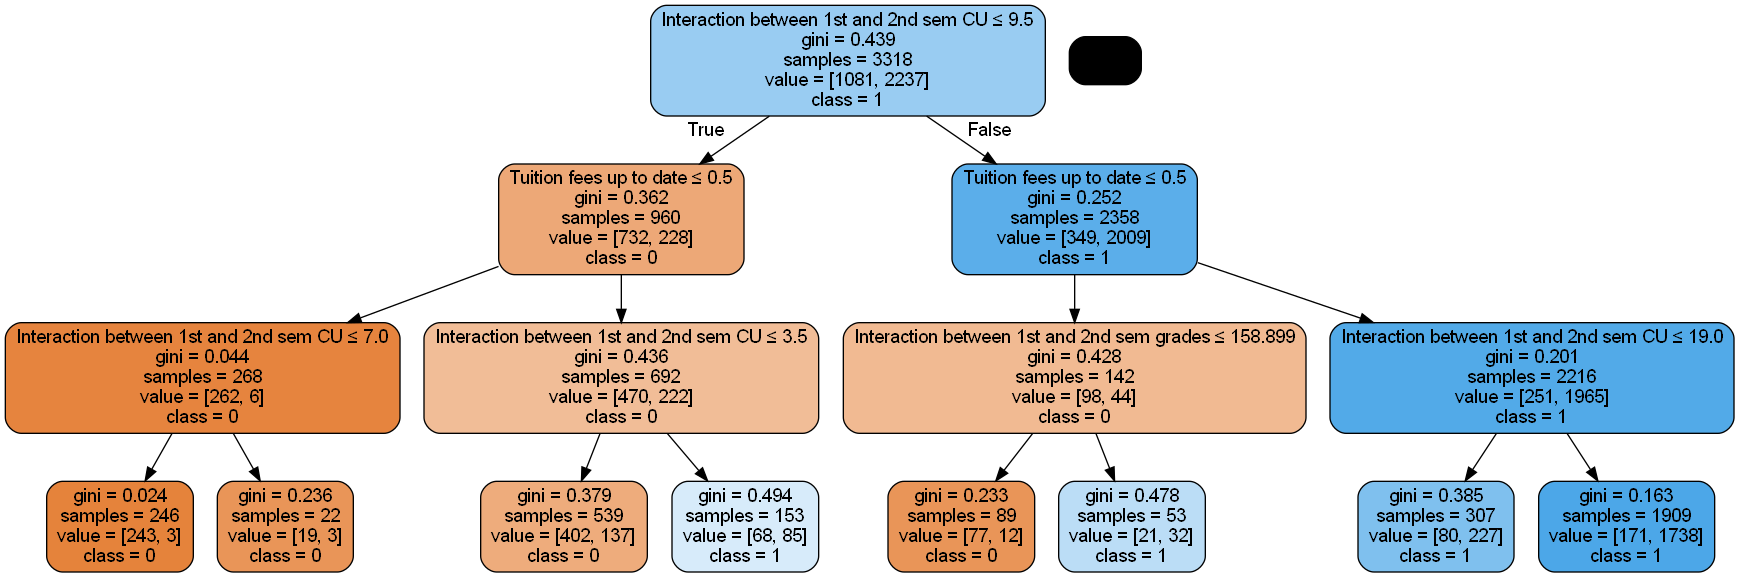 Interaction between 1st and 2nd sem CU ≤ 9.5
gini = 0.439
samples = 3318
value = [1081, 2237]
class = 1
True
False
Tuition fees up to date ≤ 0.5
gini = 0.362
samples = 960
value = [732, 228]
class = 0
Tuition fees up to date ≤ 0.5
gini = 0.252
samples = 2358
value = [349, 2009]
class = 1
Interaction between 1st and 2nd sem CU ≤ 7.0
gini = 0.044
samples = 268
value = [262, 6]
class = 0
Interaction between 1st and 2nd sem CU ≤ 3.5
gini = 0.436
samples = 692
value = [470, 222]
class = 0
Interaction between 1st and 2nd sem grades ≤ 158.899
gini = 0.428
samples = 142
value = [98, 44]
class = 0
Interaction between 1st and 2nd sem CU ≤ 19.0
gini = 0.201
samples = 2216
value = [251, 1965]
class = 1
gini = 0.024
samples = 246
value = [243, 3]
class = 0
gini = 0.236
samples = 22
value = [19, 3]
class = 0
gini = 0.379
samples = 539
value = [402, 137]
class = 0
gini = 0.494
samples = 153
value = [68, 85]
class = 1
gini = 0.233
samples = 89
value = [77, 12]
class = 0
gini = 0.478
samples = 53
value = [21, 32]
class = 1
gini = 0.385
samples = 307
value = [80, 227]
class = 1
gini = 0.163
samples = 1909
value = [171, 1738]
class = 1